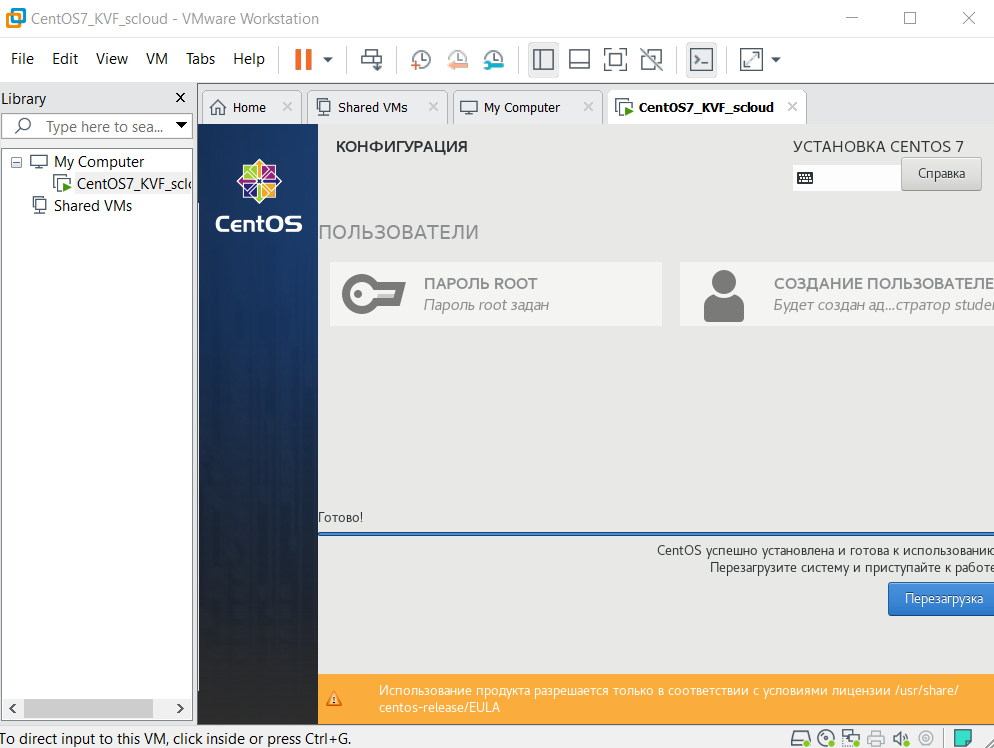 CentOS7_KVF_scloud - VMware Workstation
File Edit View VM Tabs Help
Library
Type here to sea...
Home
Shared VMs
My Computer
CentOS7_KVF_scloud
My Computer
CentOS7_KVF_sclo
Shared VMs
CentOS
КОНФИГУРАЦИЯ
УСТАНОВКА CENTOS 7
Справка
ПОЛЬЗОВАТЕЛИ
ПАРОЛЬ ROOT
Пароль root задан
СОЗДАНИЕ ПОЛЬЗОВАТЕЛЕ
Будет создан ад...стратор studer
Готово!
CentOS успешно установлена и готова к использованию
Перезагрузите систему и приступайте к работе
Перезагрузка
Использование продукта разрешается только в соответствии с условиями лицензии /usr/share/
centos-release/EULA
To direct input to this VM, click inside or press Ctrl+G.